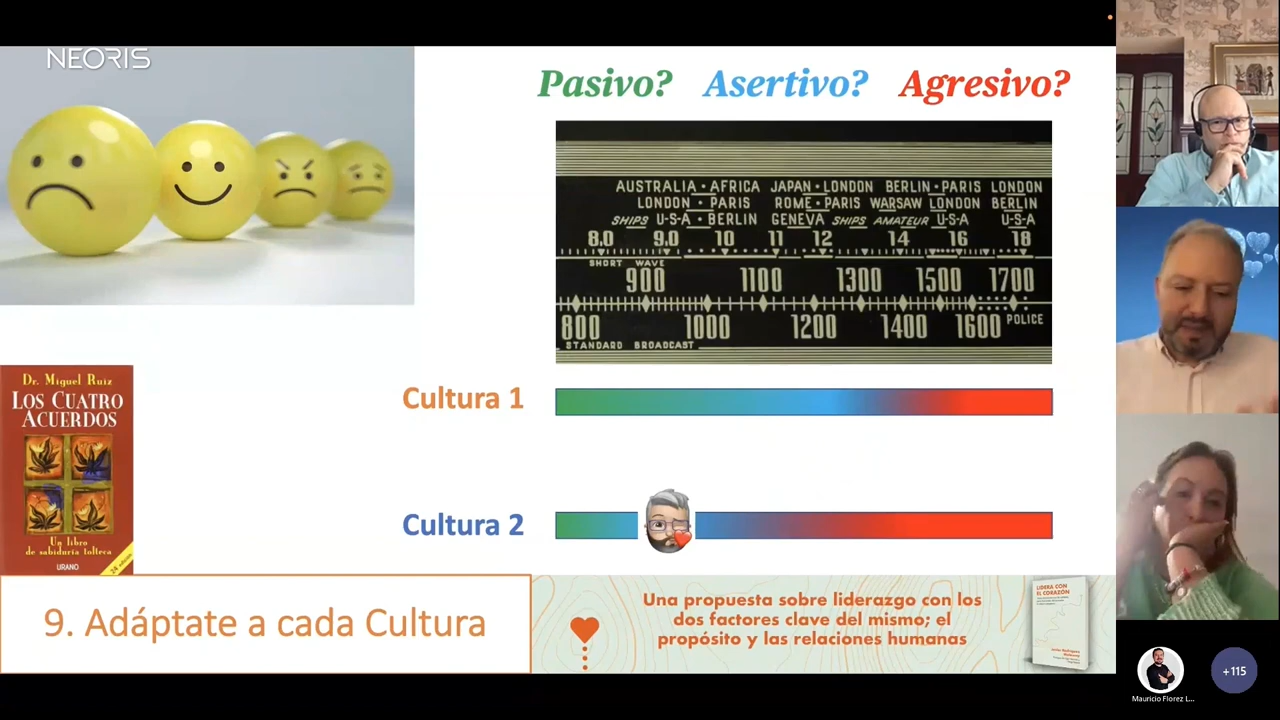 NEORIS
Pasivo? Asertivo? Agresivo?
AUSTRALIA • AFRICA JAPAN • LONDON BERLIN • PARIS LONDON
LONDON • PARIS ROME • PARIS WARSAW LONDON BERLIN
SHIPS U-S-A • BERLIN GENEVA SHIPS AMATEUR U-S-A U-S-A
8.0 9.0 10 11 12 14 16 18
SHORT WAVE
900 1100 1300 1500 1700
800 1000 1200 1400 1600 POLICE
STANDARD BROADCAST
Cultura 1
Dr. Miguel Ruiz
LOS CUATRO
ACUERDOS
Un libro
de sabiduría tolteca
URANO
Cultura 2
9. Adáptate a cada Cultura
Una propuesta sobre liderazgo con los
dos factores clave del mismo; el
propósito y las relaciones humanas
LIDERA CON
EL CORAZÓN
Mauricio Florez L...
+115